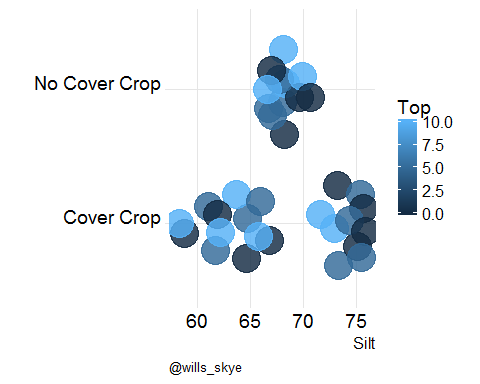 No Cover Crop
Cover Crop
60 65 70 75
Silt
Top
10.0
7.5
5.0
2.5
0.0
@wills_skye